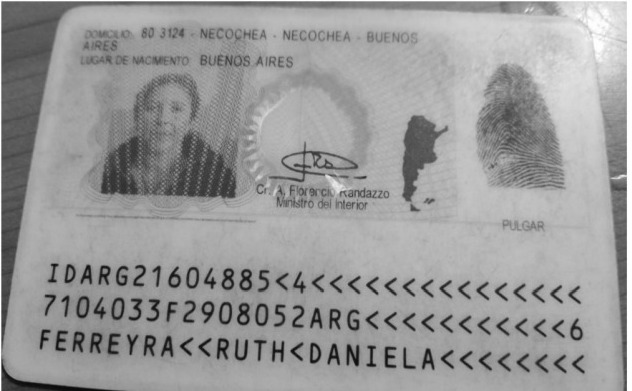 DOMICILIO: 80 3124 - NECOCHEA - NECOCHEA - BUENOS
AIRES
LUGAR DE NACIMIENTO: BUENOS AIRES
Cr. A. Florencio Randazzo
Ministro del Interior
PULGAR
IDARG21604885<4<<<<<<<<<<<<<<<
7104033F2908052ARG<<<<<<<<<<<6
FERREYRA<<RUTH<DANIELA<<<<<<<<